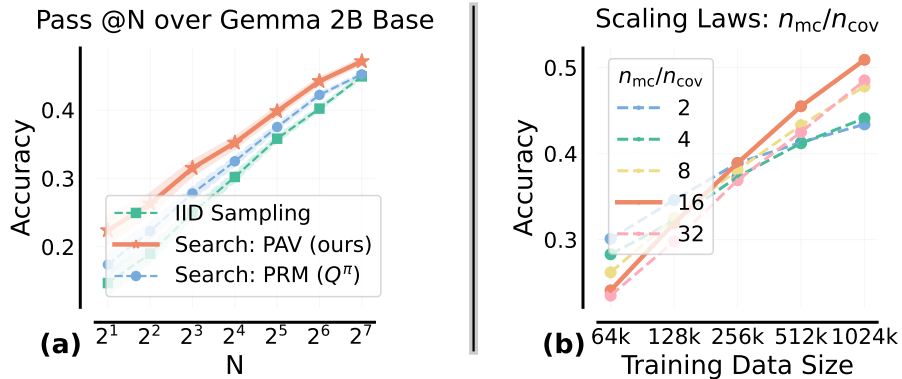 Pass @N over Gemma 2B Base
Accuracy
0.4
0.3
0.2
IID Sampling
Search: PAV (ours)
Search: PRM (Q^π)
2^1 2^2 2^3 2^4 2^5 2^6 2^7
(a)
N
Scaling Laws: n_mc/n_cov
Accuracy
0.5
0.4
0.3
n_mc/n_cov
2
4
8
16
32
64k 128k 256k 512k 1024k
(b)
Training Data Size